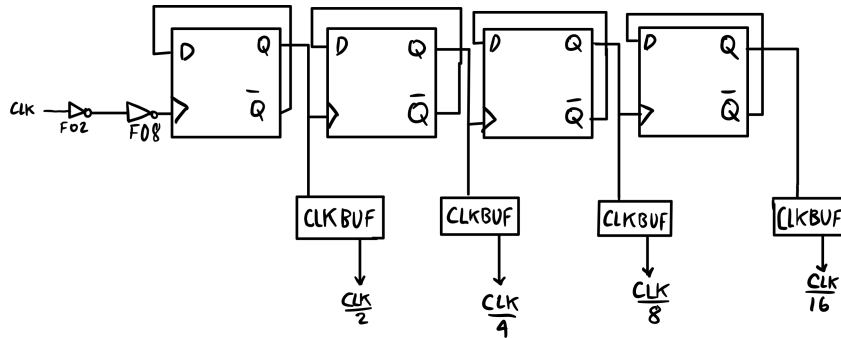 D Q
Q̅
D Q
Q̅
D Q
Q̅
D Q
Q̅
CLK
FO2
FO8
CLKBUF
CLKBUF
CLKBUF
CLKBUF
CLK
2
CLK
4
CLK
8
CLK
16